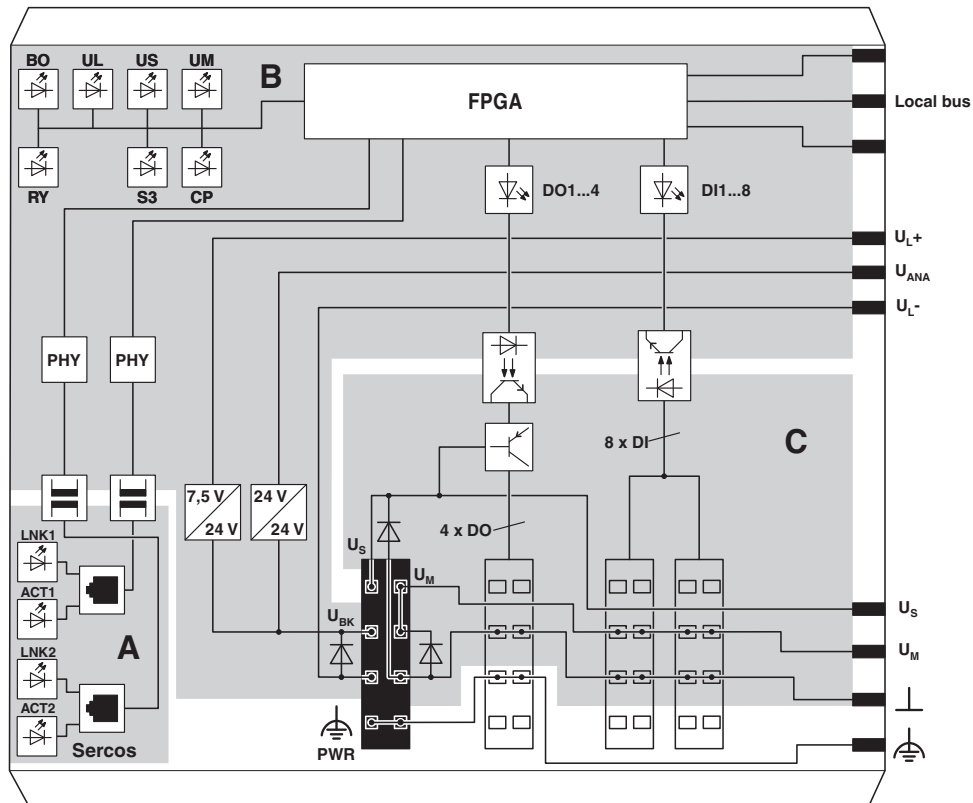 BO UL US UM
B
FPGA
Local bus
RY S3 CP
DO1...4 DI1...8
UL+
UANA
UL-
PHY PHY
8 x DI
C
7,5 V
24 V
24 V
24 V
4 x DO
LNK1
US
UM
ACT1
UBK
US
A
LNK2
UM
ACT2
Sercos
PWR